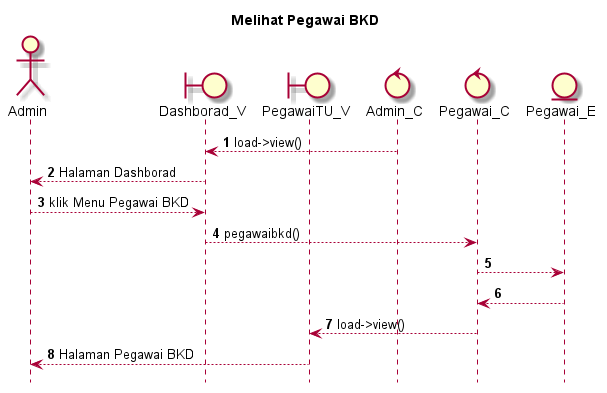 Melihat Pegawai BKD
Admin Dashborad_V PegawaiTU_V Admin_C Pegawai_C Pegawai_E
1 load->view()
2 Halaman Dashborad
3 klik Menu Pegawai BKD
4 pegawaibkd()
5
6
7 load->view()
8 Halaman Pegawai BKD